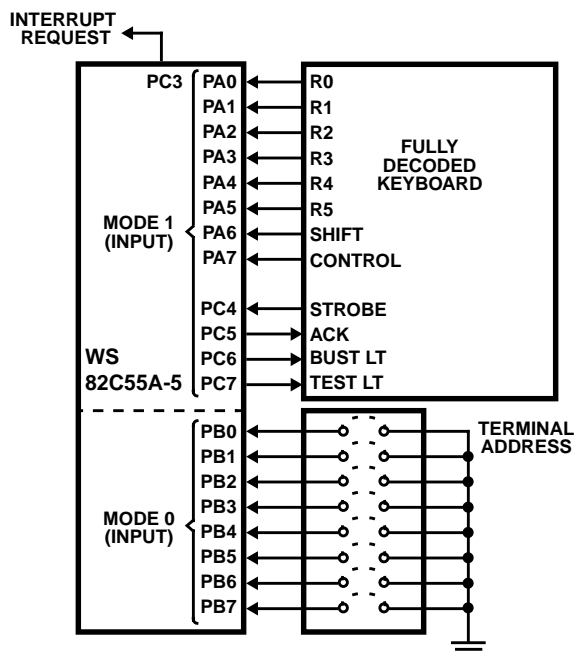 INTERRUPT
REQUEST
PC3 PA0 R0
PA1 R1
PA2 R2
PA3 R3
PA4 R4
PA5 R5
PA6 SHIFT
PA7 CONTROL
FULLY
DECODED
KEYBOARD
MODE 1
(INPUT)
PC4 STROBE
PC5 ACK
PC6 BUST LT
PC7 TEST LT
WS
82C55A-5
PB0
PB1
PB2
PB3
PB4
PB5
PB6
PB7
MODE 0
(INPUT)
TERMINAL
ADDRESS